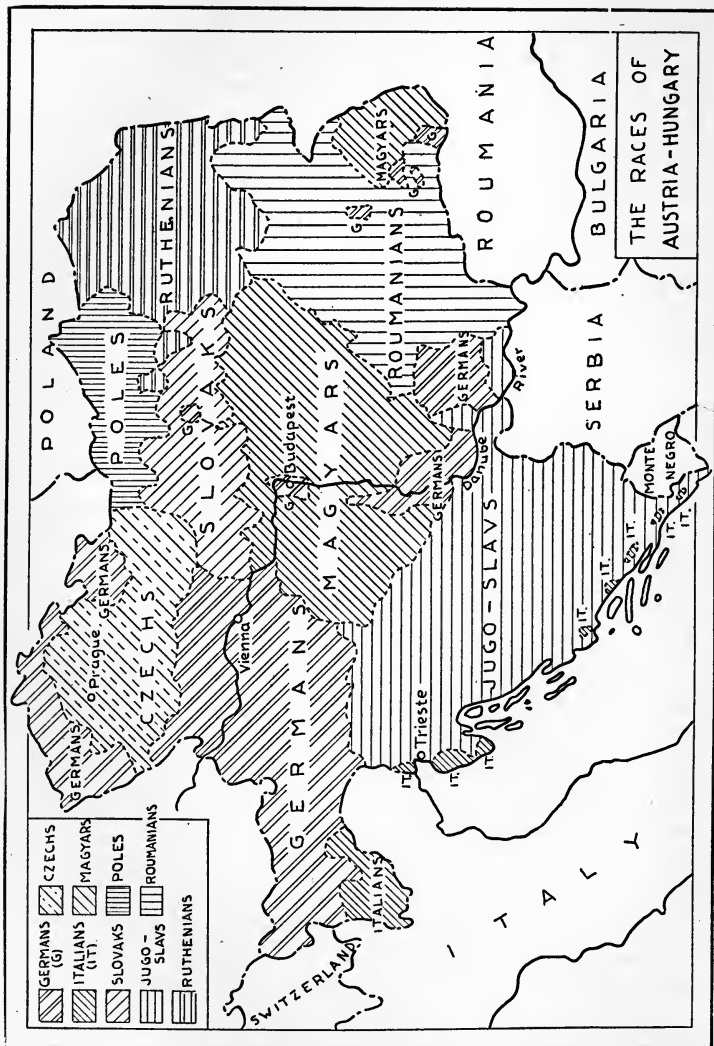 THE RACES OF
AUSTRIA-HUNGARY
GERMANS
(G)
ITALIANS
(IT.)
SLOVAKS
JUGO-
SLAVS
RUTHENIANS
CZECHS
MAGYARS
POLES
ROUMANIANS
POLAND
GERMANS
Prague
GERMANS
CZECHS
POLES
RUTHENIANS
SLOVAKS
G
Vienna
GERMANS
G
Budapest
MAGYARS
GERMANS
Danube
River
GERMANS
ROUMANIANS
G
MAGYARS
G
G
ROUMANIA
BULGARIA
SERBIA
MONTE
NEGRO
JUGO-SLAVS
Trieste
IT.
IT.
IT.
IT.
IT.
IT.
IT.
IT.
ITALIANS
SWITZERLAND
ITALY